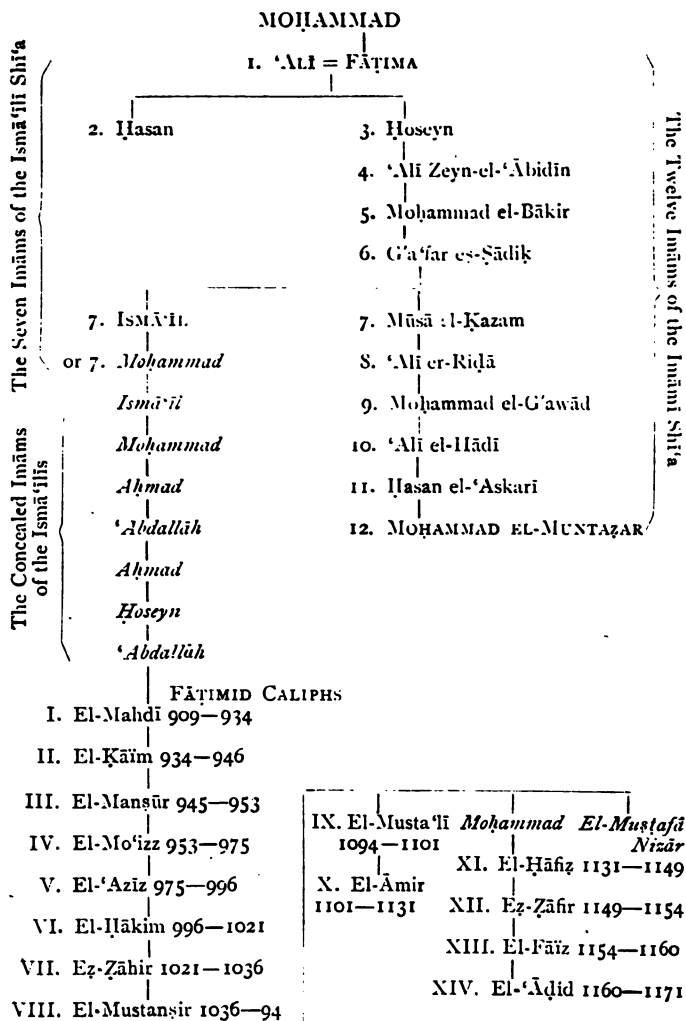 MOḤAMMAD
1. ‘ALĪ = FĀṬIMA
The Seven Imāms of the Ismā‘īlī Shī‘a
2. Ḥasan
3. Ḥoseyn
4. ‘Alī Zeyn-el-‘Ābidīn
5. Moḥammad el-Bāḳir
6. G‘a‘far eṣ-Ṣādiḳ
The Twelve Imāms of the Imāmī Shī‘a
7. ISMĀ‘ĪL
7. Mūsā el-Ḳazam
or 7. Moḥammad
8. ‘Alī er-Riḍā
Ismā‘īl
9. Moḥammad el-G‘awād
Moḥammad
10. ‘Alī el-Hādī
The Concealed Imāms of the Ismā‘īlīs
Aḥmad
11. Ḥasan el-‘Askarī
‘Abdallāh
12. MOḤAMMAD EL-MUNTAẒAR
Aḥmad
Ḥoseyn
‘Abdallāh
FĀṬIMID CALIPHS
I. El-Mahdī 909—934
II. El-Ḳāïm 934—946
III. El-Manṣūr 945—953
IV. El-Mo‘izz 953—975
V. El-‘Azīz 975—996
VI. El-Ḥākim 996—1021
VII. Eẓ-Ẓāhir 1021—1036
VIII. El-Mustanṣir 1036—94
IX. El-Musta‘lī
1094—1101
X. El-Āmir
1101—1131
Moḥammad
XI. El-Ḥāfiẓ 1131—1149
XII. Eẓ-Ẓāfir 1149—1154
XIII. El-Fāïz 1154—1160
XIV. El-‘Āḍid 1160—1171
El-Muṣṭafā
Nizār